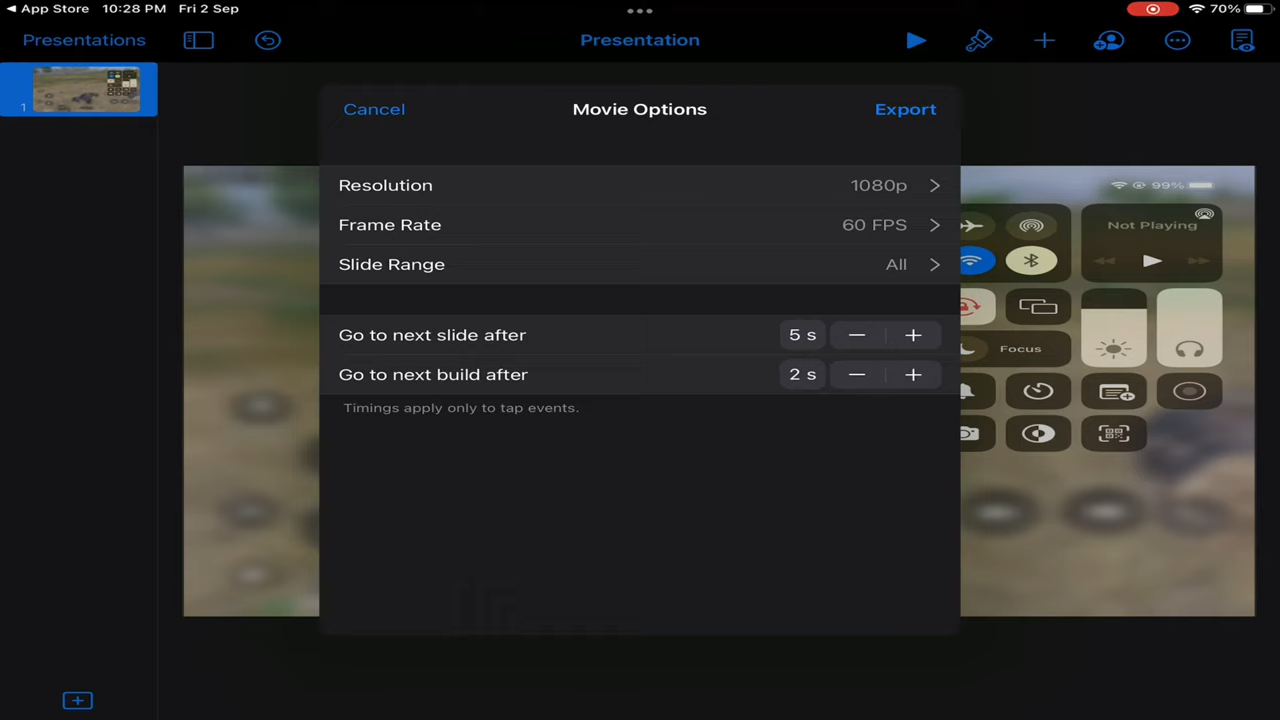 App Store 10:28 PM Fri 2 Sep 70%
Presentations Presentation
1
Cancel Movie Options Export
Resolution 1080p
Frame Rate 60 FPS
Slide Range All
Go to next slide after 5 s
Go to next build after 2 s
Timings apply only to tap events.
99%
Not Playing
Focus